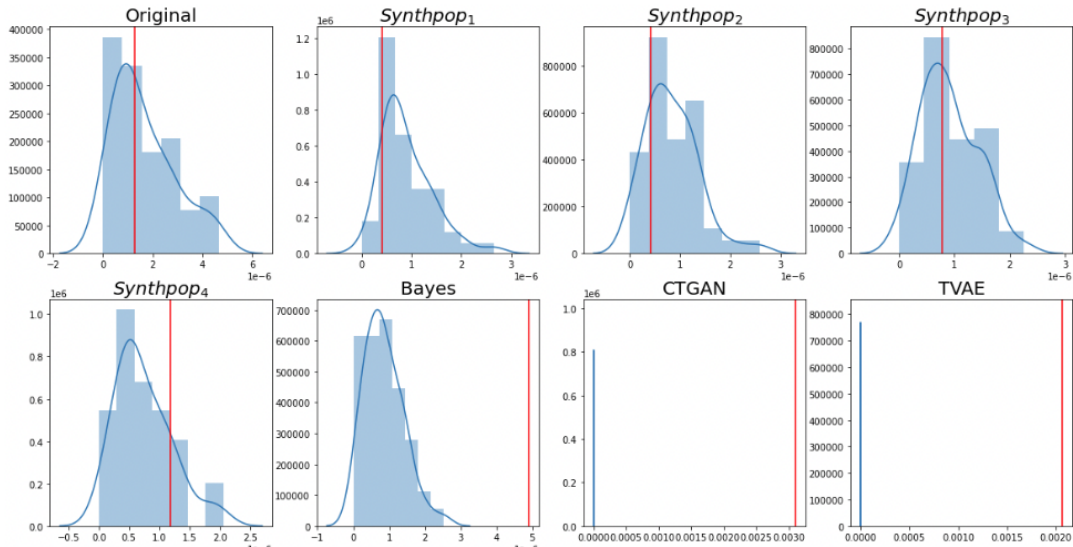 Original
400000
350000
300000
250000
200000
150000
100000
50000
0
−2 0 2 4 6
1e−6
Synthpop1
1e6
1.2
1.0
0.8
0.6
0.4
0.2
0.0
0 1 2 3
1e−6
Synthpop2
800000
600000
400000
200000
0
0 1 2 3
1e−6
Synthpop3
800000
700000
600000
500000
400000
300000
200000
100000
0
0 1 2 3
1e−6
Synthpop4
1e6
1.0
0.8
0.6
0.4
0.2
0.0
−0.5 0.0 0.5 1.0 1.5 2.0 2.5
Bayes
700000
600000
500000
400000
300000
200000
100000
0
−1 0 1 2 3 4 5
CTGAN
1e6
1.0
0.8
0.6
0.4
0.2
0.0
0.0000 0.0005 0.0010 0.0015 0.0020 0.0025 0.0030
TVAE
800000
700000
600000
500000
400000
300000
200000
100000
0
0.0000 0.0005 0.0010 0.0015 0.0020